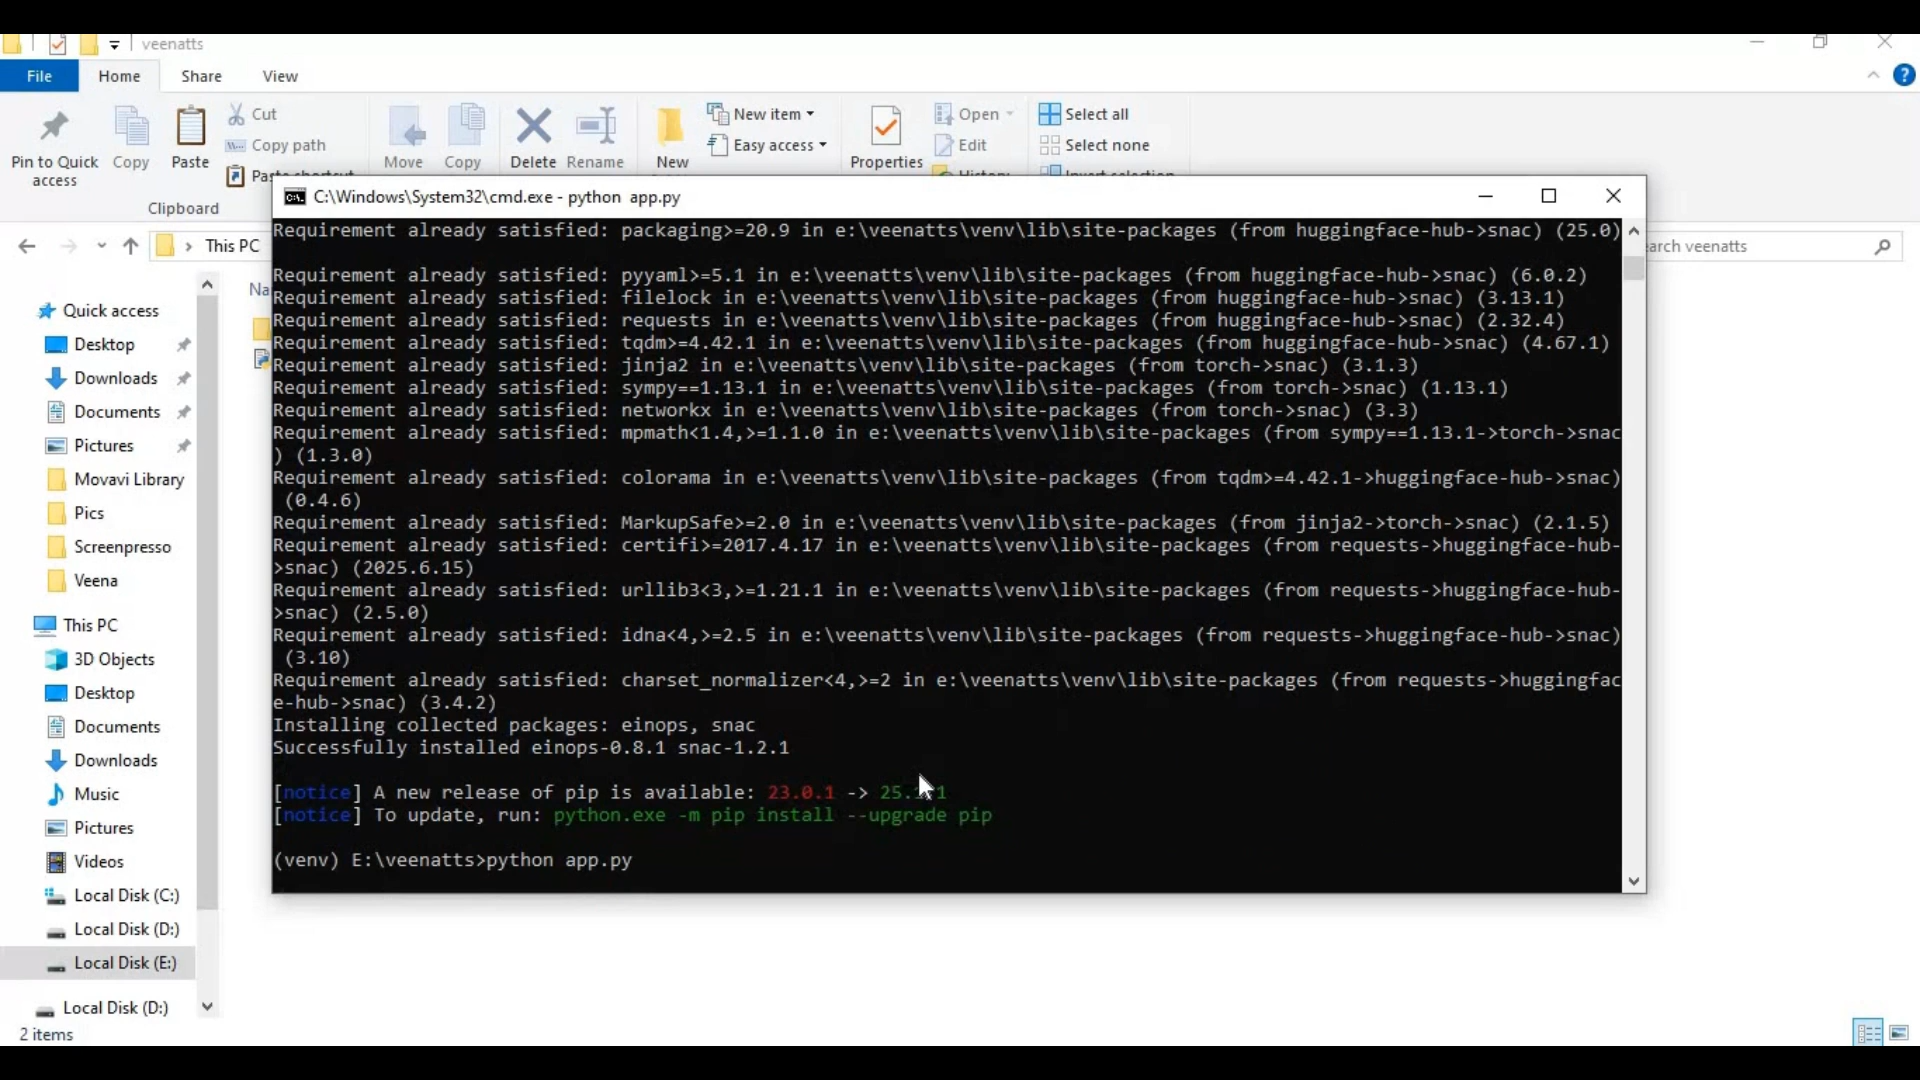 veenatts
File Home Share View
Pin to Quick access
Copy
Paste
Cut
Copy path
Move
Copy
Delete
Rename
New
New item
Easy access
Properties
Open
Edit
Select all
Select none
Clipboard
This PC
C:\Windows\System32\cmd.exe - python app.py
Requirement already satisfied: packaging>=20.9 in e:\veenatts\venv\lib\site-packages (from huggingface-hub->snac) (25.0)
Requirement already satisfied: pyyaml>=5.1 in e:\veenatts\venv\lib\site-packages (from huggingface-hub->snac) (6.0.2)
Requirement already satisfied: filelock in e:\veenatts\venv\lib\site-packages (from huggingface-hub->snac) (3.13.1)
Requirement already satisfied: requests in e:\veenatts\venv\lib\site-packages (from huggingface-hub->snac) (2.32.4)
Requirement already satisfied: tqdm>=4.42.1 in e:\veenatts\venv\lib\site-packages (from huggingface-hub->snac) (4.67.1)
Requirement already satisfied: jinja2 in e:\veenatts\venv\lib\site-packages (from torch->snac) (3.1.3)
Requirement already satisfied: sympy==1.13.1 in e:\veenatts\venv\lib\site-packages (from torch->snac) (1.13.1)
Requirement already satisfied: networkx in e:\veenatts\venv\lib\site-packages (from torch->snac) (3.3)
Requirement already satisfied: mpmath<1.4,>=1.1.0 in e:\veenatts\venv\lib\site-packages (from sympy==1.13.1->torch->snac
) (1.3.0)
Requirement already satisfied: colorama in e:\veenatts\venv\lib\site-packages (from tqdm>=4.42.1->huggingface-hub->snac)
(0.4.6)
Requirement already satisfied: MarkupSafe>=2.0 in e:\veenatts\venv\lib\site-packages (from jinja2->torch->snac) (2.1.5)
Requirement already satisfied: certifi>=2017.4.17 in e:\veenatts\venv\lib\site-packages (from requests->huggingface-hub-
>snac) (2025.6.15)
Requirement already satisfied: urllib3<3,>=1.21.1 in e:\veenatts\venv\lib\site-packages (from requests->huggingface-hub-
>snac) (2.5.0)
Requirement already satisfied: idna<4,>=2.5 in e:\veenatts\venv\lib\site-packages (from requests->huggingface-hub->snac)
(3.10)
Requirement already satisfied: charset_normalizer<4,>=2 in e:\veenatts\venv\lib\site-packages (from requests->huggingfac
e-hub->snac) (3.4.2)
Installing collected packages: einops, snac
Successfully installed einops-0.8.1 snac-1.2.1
[notice] A new release of pip is available: 23.0.1 ->
[notice] To update, run: python.exe -m pip install --upgrade pip
(venv) E:\veenatts>python app.py
earch veenatts
Quick access
Desktop
Downloads
Documents
Pictures
Movavi Library
Pics
Screenpresso
Veena
This PC
3D Objects
Desktop
Documents
Downloads
Music
Pictures
Videos
Local Disk (C:)
Local Disk (D:)
Local Disk (E:)
Local Disk (D:)
2 items